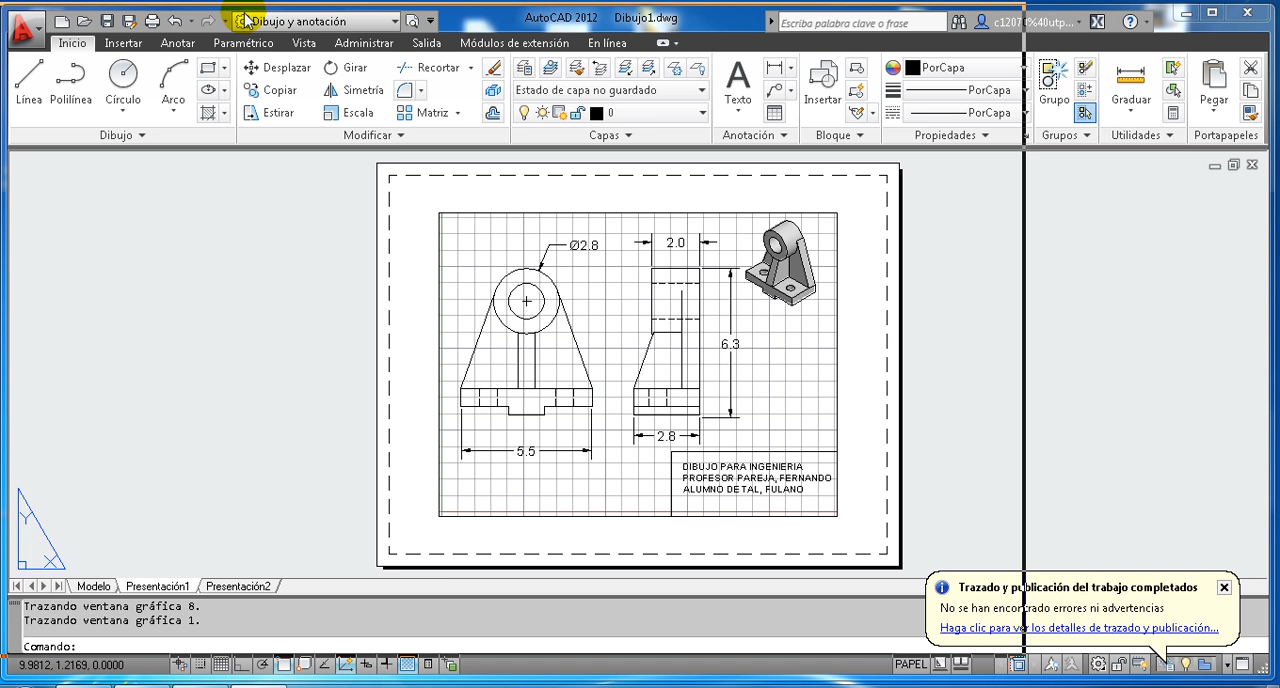 Dibujo y anotación
AutoCAD 2012
Dibujo1.dwg
Escriba palabra clave o frase
Inicio
Insertar
Anotar
Paramétrico
Vista
Administrar
Salida
Módulos de extensión
En línea
Línea
Polilínea
Círculo
Arco
Desplazar
Girar
Recortar
Copiar
Simetría
Estirar
Escala
Matriz
Estado de capa no guardado
0
Texto
Insertar
PorCapa
PorCapa
PorCapa
Grupo
Graduar
Pegar
Dibujo
Modificar
Capas
Anotación
Bloque
Propiedades
Grupos
Utilidades
Portapapeles
Ø2.8
2.0
6.3
2.8
5.5
DIBUJO PARA INGENIERIA
PROFESOR PAREJA, FERNANDO
ALUMNO DE TAL, FULANO
Y
X
Modelo
Presentación1
Presentación2
Trazando ventana gráfica 8.
Trazando ventana gráfica 1.
Comando:
Trazado y publicación del trabajo completados
No se han encontrado errores ni advertencias
Haga clic para ver los detalles de trazado y publicación...
9.9812, 1.2169, 0.0000
PAPEL